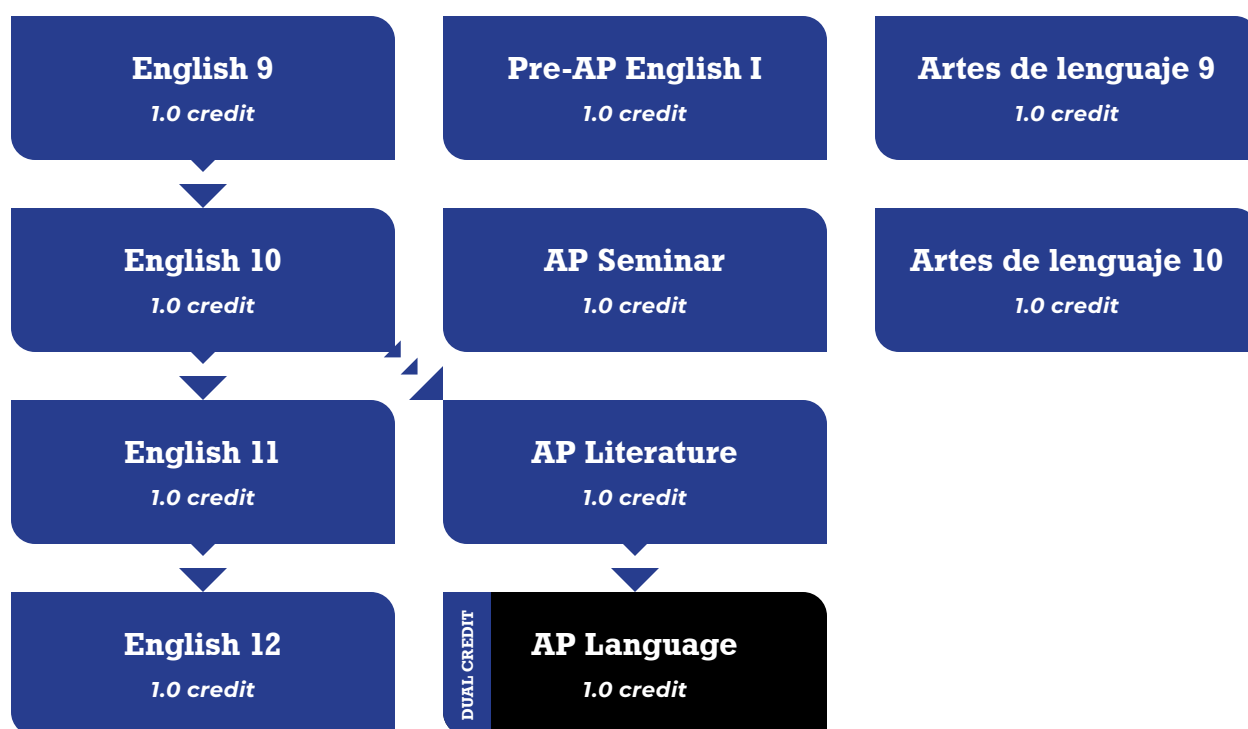 English 9
1.0 credit
Pre-AP English I
1.0 credit
Artes de lenguaje 9
1.0 credit
English 10
1.0 credit
AP Seminar
1.0 credit
Artes de lenguaje 10
1.0 credit
English 11
1.0 credit
AP Literature
1.0 credit
English 12
1.0 credit
DUAL CREDIT
AP Language
1.0 credit